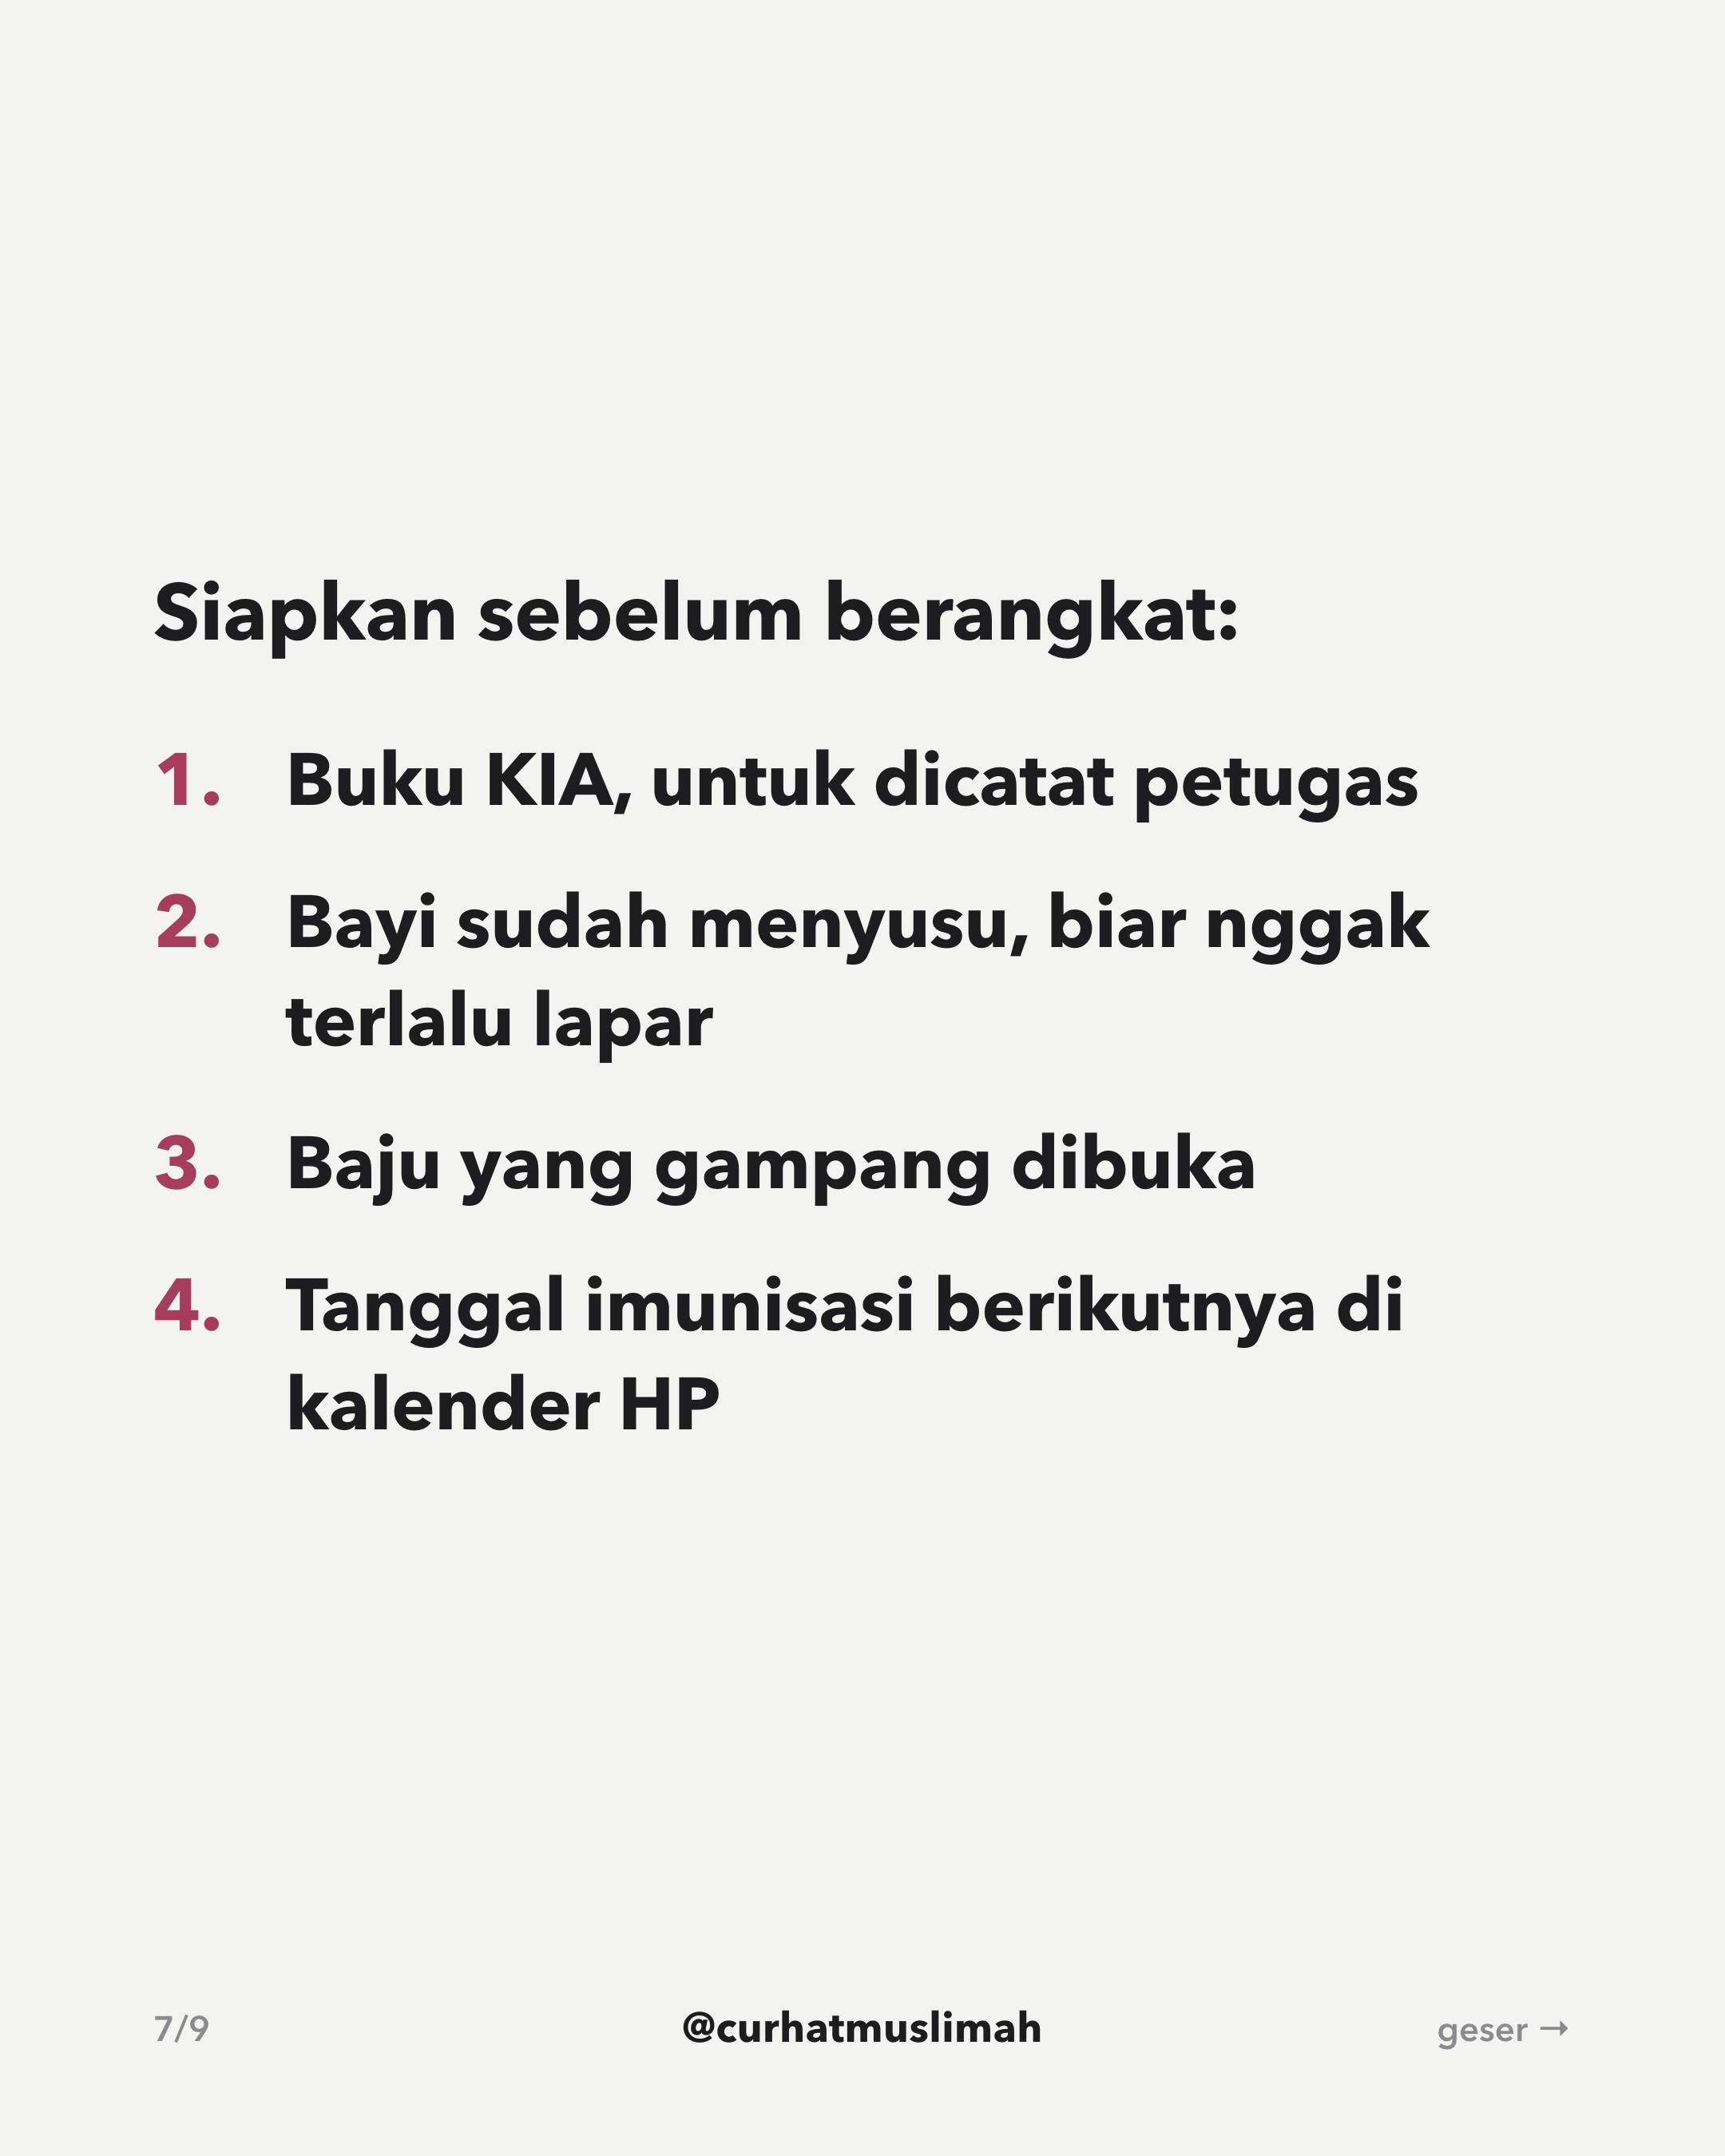 Siapkan sebelum berangkat:
1. Buku KIA, untuk dicatat petugas
2. Bayi sudah menyusu, biar nggak
terlalu lapar
3. Baju yang gampang dibuka
4. Tanggal imunisasi berikutnya di
kalender HP
7/9
@curhatmuslimah
geser →